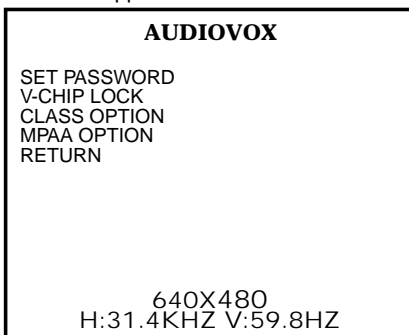 AUDIOVOX
SET PASSWORD
V-CHIP LOCK
CLASS OPTION
MPAA OPTION
RETURN
640X480
H:31.4KHZ V:59.8HZ